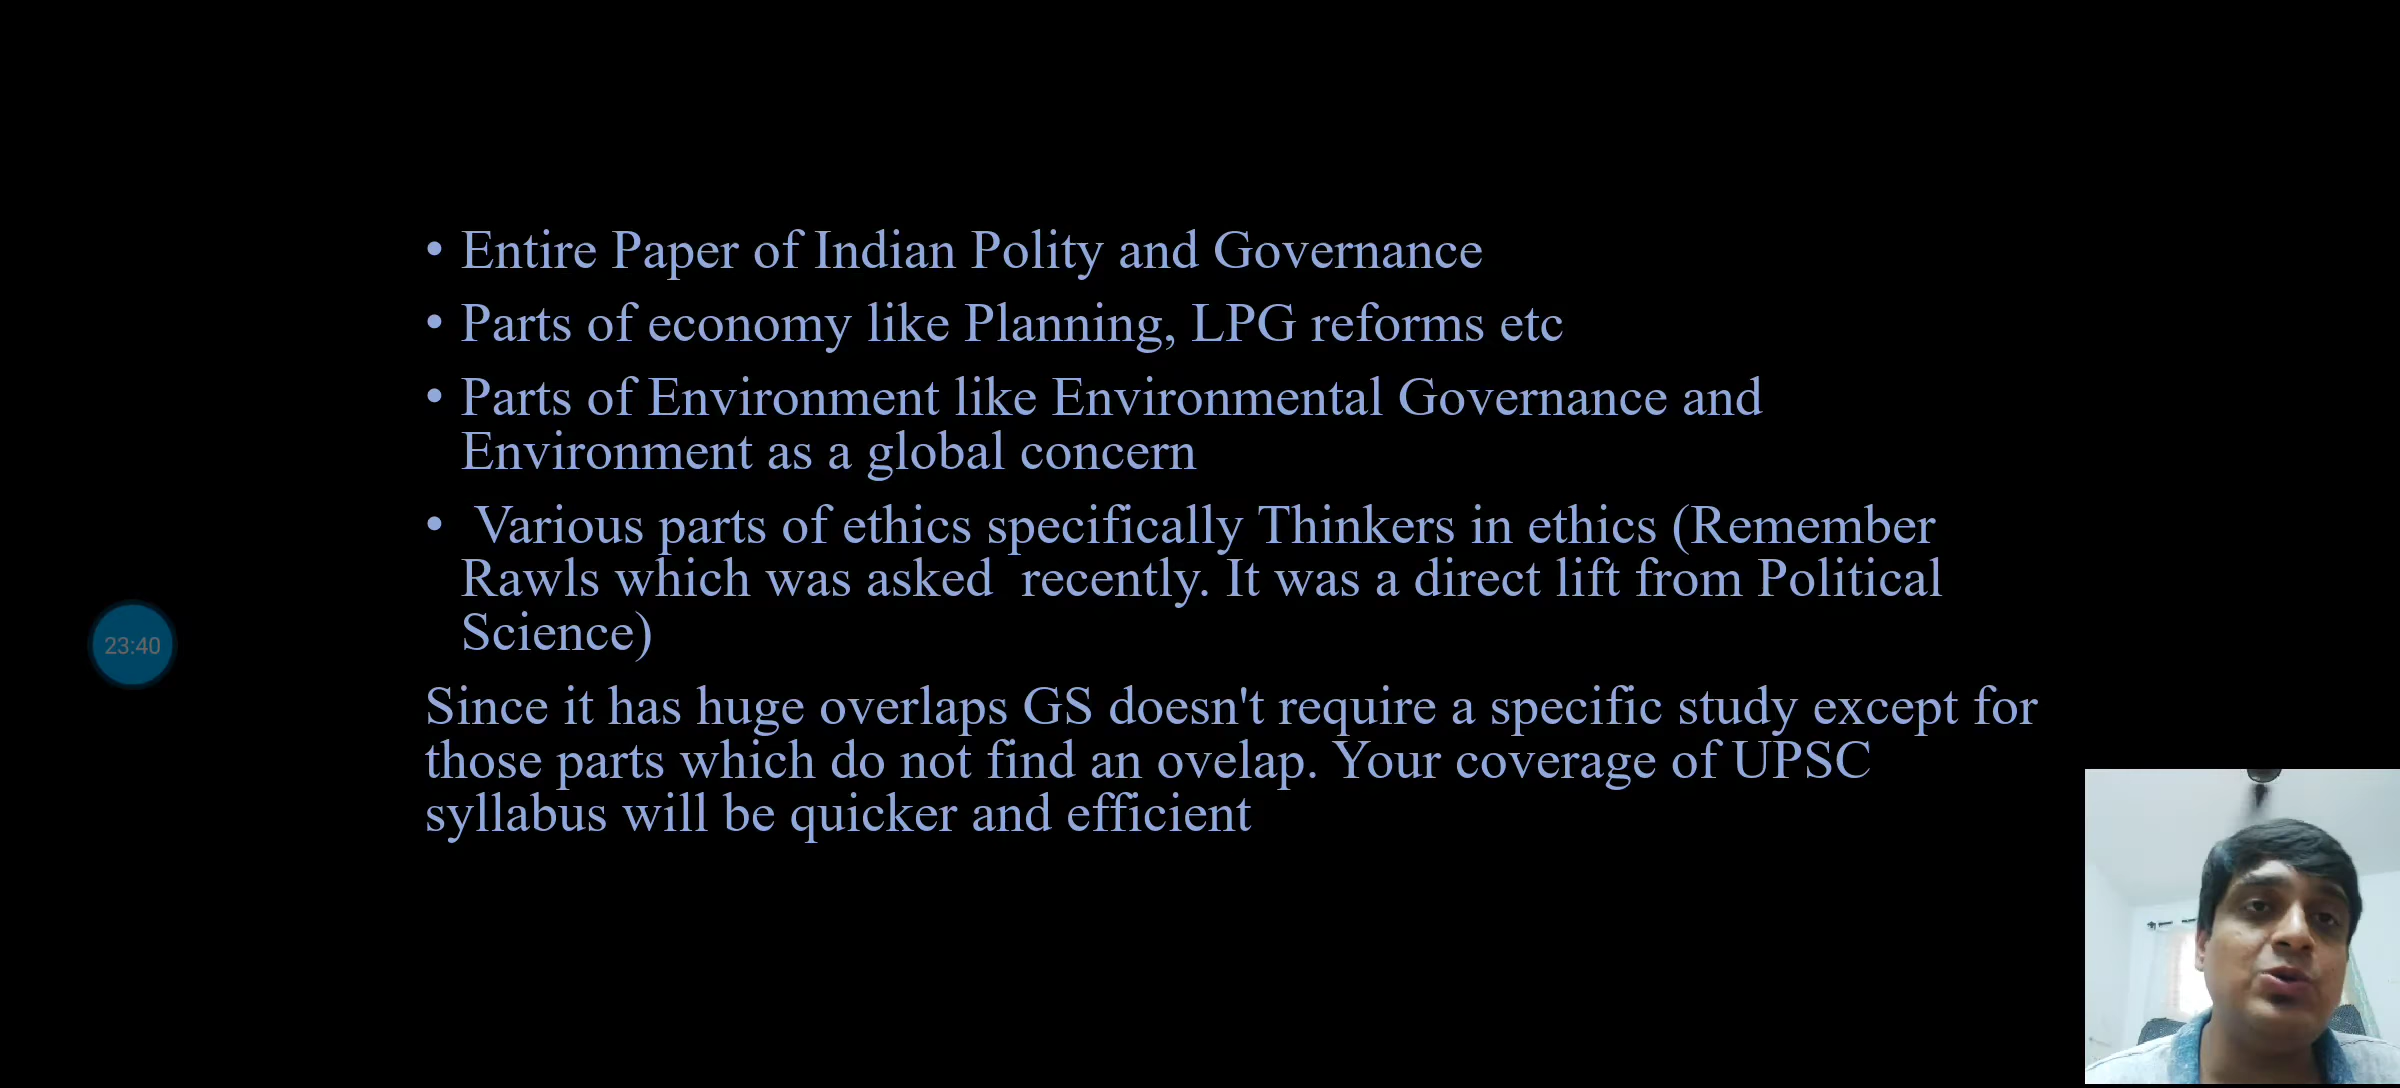 • Entire Paper of Indian Polity and Governance
• Parts of economy like Planning, LPG reforms etc
• Parts of Environment like Environmental Governance and
Environment as a global concern
• Various parts of ethics specifically Thinkers in ethics (Remember
Rawls which was asked  recently. It was a direct lift from Political
Science)
23:40
Since it has huge overlaps GS doesn't require a specific study except for
those parts which do not find an ovelap. Your coverage of UPSC
syllabus will be quicker and efficient